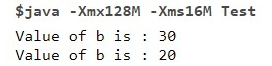 $java -Xmx128M -Xms16M Test
Value of b is : 30
Value of b is : 20